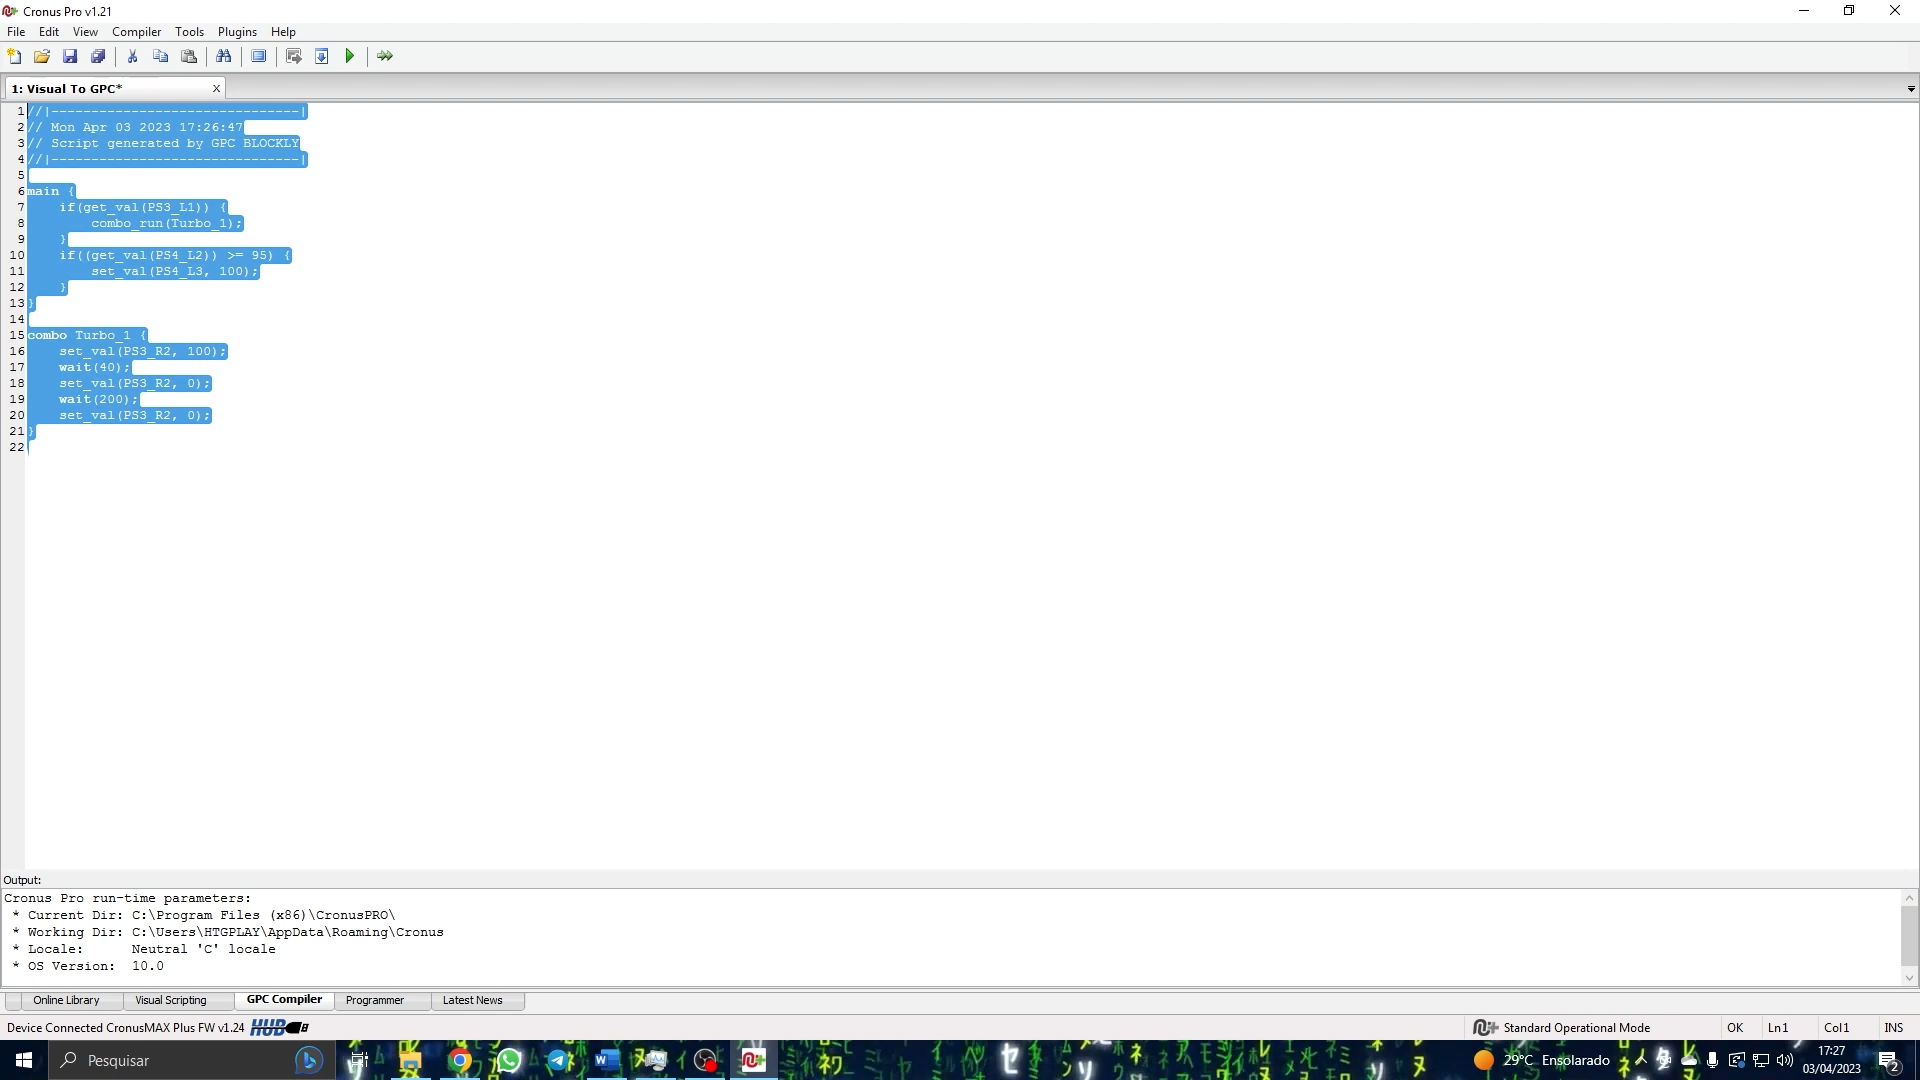 Cronus Pro v1.21
File Edit View Compiler Tools Plugins Help
1: Visual To GPC* x
1 //|-------------------------------|
2 // Mon Apr 03 2023 17:26:47
3 // Script generated by GPC BLOCKLY
4 //|-------------------------------|
5
6 main {
7     if(get_val(PS3_L1)) {
8         combo_run(Turbo_1);
9     }
10     if((get_val(PS4_L2)) >= 95) {
11         set_val(PS4_L3, 100);
12     }
13 }
14
15 combo Turbo_1 {
16     set_val(PS3_R2, 100);
17     wait(40);
18     set_val(PS3_R2, 0);
19     wait(200);
20     set_val(PS3_R2, 0);
21 }
22
Output:
Cronus Pro run-time parameters:
* Current Dir: C:\Program Files (x86)\CronusPRO\
* Working Dir: C:\Users\HTGPLAY\AppData\Roaming\Cronus
* Locale: Neutral 'C' locale
* OS Version: 10.0
Online Library Visual Scripting GPC Compiler Programmer Latest News
Device Connected CronusMAX Plus FW v1.24 HUB Standard Operational Mode OK Ln1 Col1 INS
Pesquisar 29°C Ensolarado 17:27
03/04/2023 2